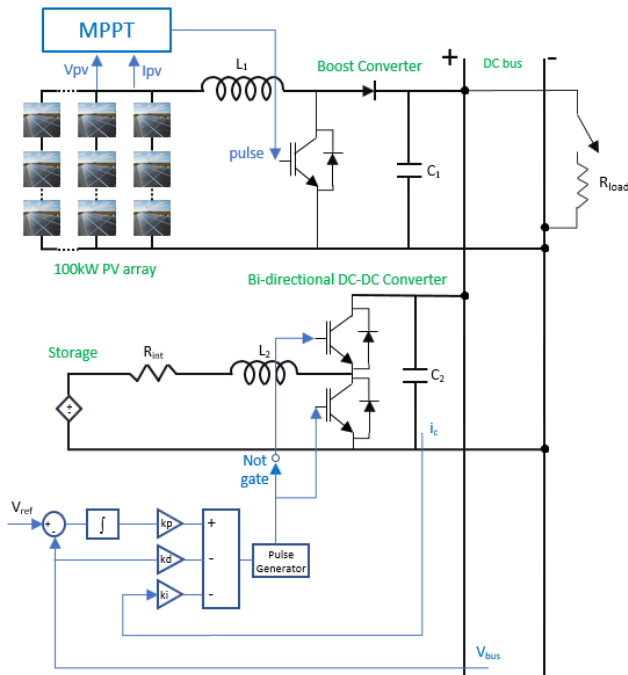 MPPT
Vpv
Ipv
L1
Boost Converter
+
DC bus
-
pulse
C1
Rload
100kW PV array
Bi-directional DC-DC Converter
Storage
Rint
L2
C2
+
-
ic
Not
gate
Vref
+
-
∫
kp
+
kd
-
ki
-
Pulse
Generator
Vbus